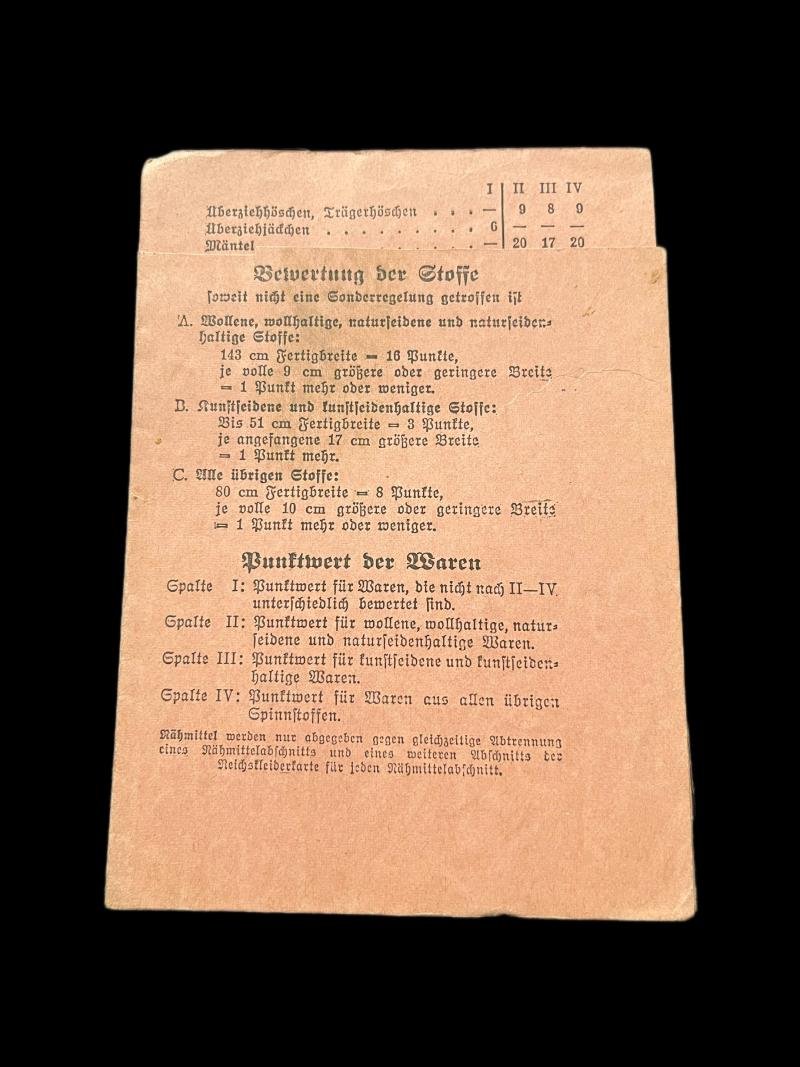 I II III IV
Überziehhöschen, Trägerhöschen . . . — 9 8 9
Überziehjäckchen . . . . . . . . . 6 — — —
Mäntel . . . . . — 20 17 20
Bewertung der Stoffe
soweit nicht eine Sonderregelung getroffen ist
A. Wollene, wollhaltige, naturseidene und naturseiden-
haltige Stoffe:
143 cm Fertigbreite = 16 Punkte,
je volle 9 cm größere oder geringere Breite
= 1 Punkt mehr oder weniger.
B. Kunstseidene und kunstseidenhaltige Stoffe:
Bis 51 cm Fertigbreite = 3 Punkte,
je angefangene 17 cm größere Breite
= 1 Punkt mehr.
C. Alle übrigen Stoffe:
80 cm Fertigbreite = 8 Punkte,
je volle 10 cm größere oder geringere Breite
= 1 Punkt mehr oder weniger.
Punktwert der Waren
Spalte I: Punktwert für Waren, die nicht nach II—IV
unterschiedlich bewertet sind.
Spalte II: Punktwert für wollene, wollhaltige, natur-
seidene und naturseidenhaltige Waren.
Spalte III: Punktwert für kunstseidene und kunstseiden-
haltige Waren.
Spalte IV: Punktwert für Waren aus allen übrigen
Spinnstoffen.
Nähmittel werden nur abgegeben gegen gleichzeitige Abtrennung
eines Nähmittelabschnitts und eines weiteren Abschnitts der
Reichskleiderkarte für jeden Nähmittelabschnitt.